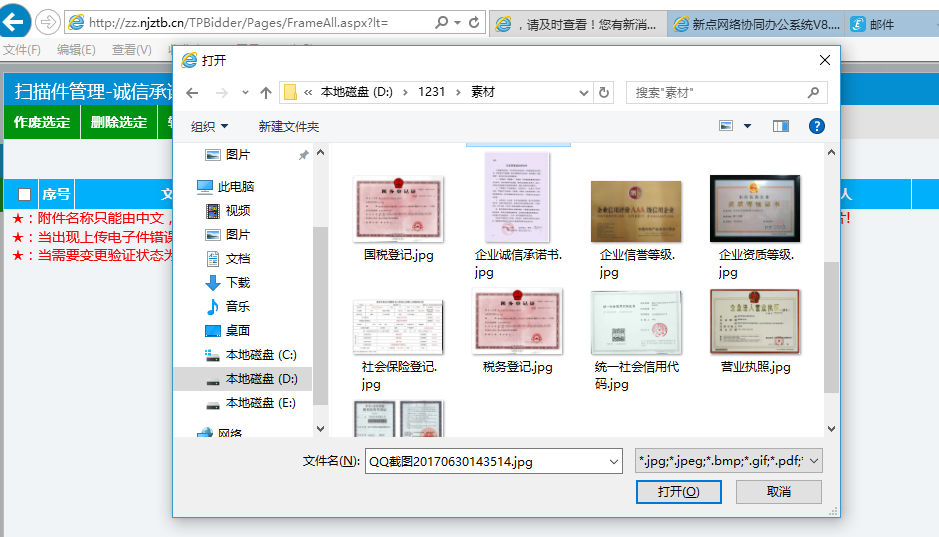 http://zz.njztb.cn/TPBidder/Pages/FrameAll.aspx?lt=
，请及时查看！您有新消...
新点网络协同办公系统V8....
邮件
文件(F) 编辑(E) 查看(V)
打开
扫描件管理-诚信承诺
« 本地磁盘 (D:) › 1231 › 素材
搜索"素材"
作废选定
删除选定
组织
新建文件夹
图片
此电脑
视频
图片
文档
下载
音乐
桌面
本地磁盘 (C:)
本地磁盘 (D:)
本地磁盘 (E:)
网络
序号
文
人
★：附件名称只能由中文，
★：当出现上传电子件错误
★：当需要变更验证状态为
税务登记证
国税登记.jpg
企业诚信承诺书.
jpg
企业信誉等级.
jpg
企业资质等级.
jpg
社会保险登记.
jpg
税务登记.jpg
统一社会信用代
码.jpg
营业执照.jpg
文件名(N):
QQ截图20170630143514.jpg
*.jpg;*.jpeg;*.bmp;*.gif;*.pdf;
打开(O)
取消